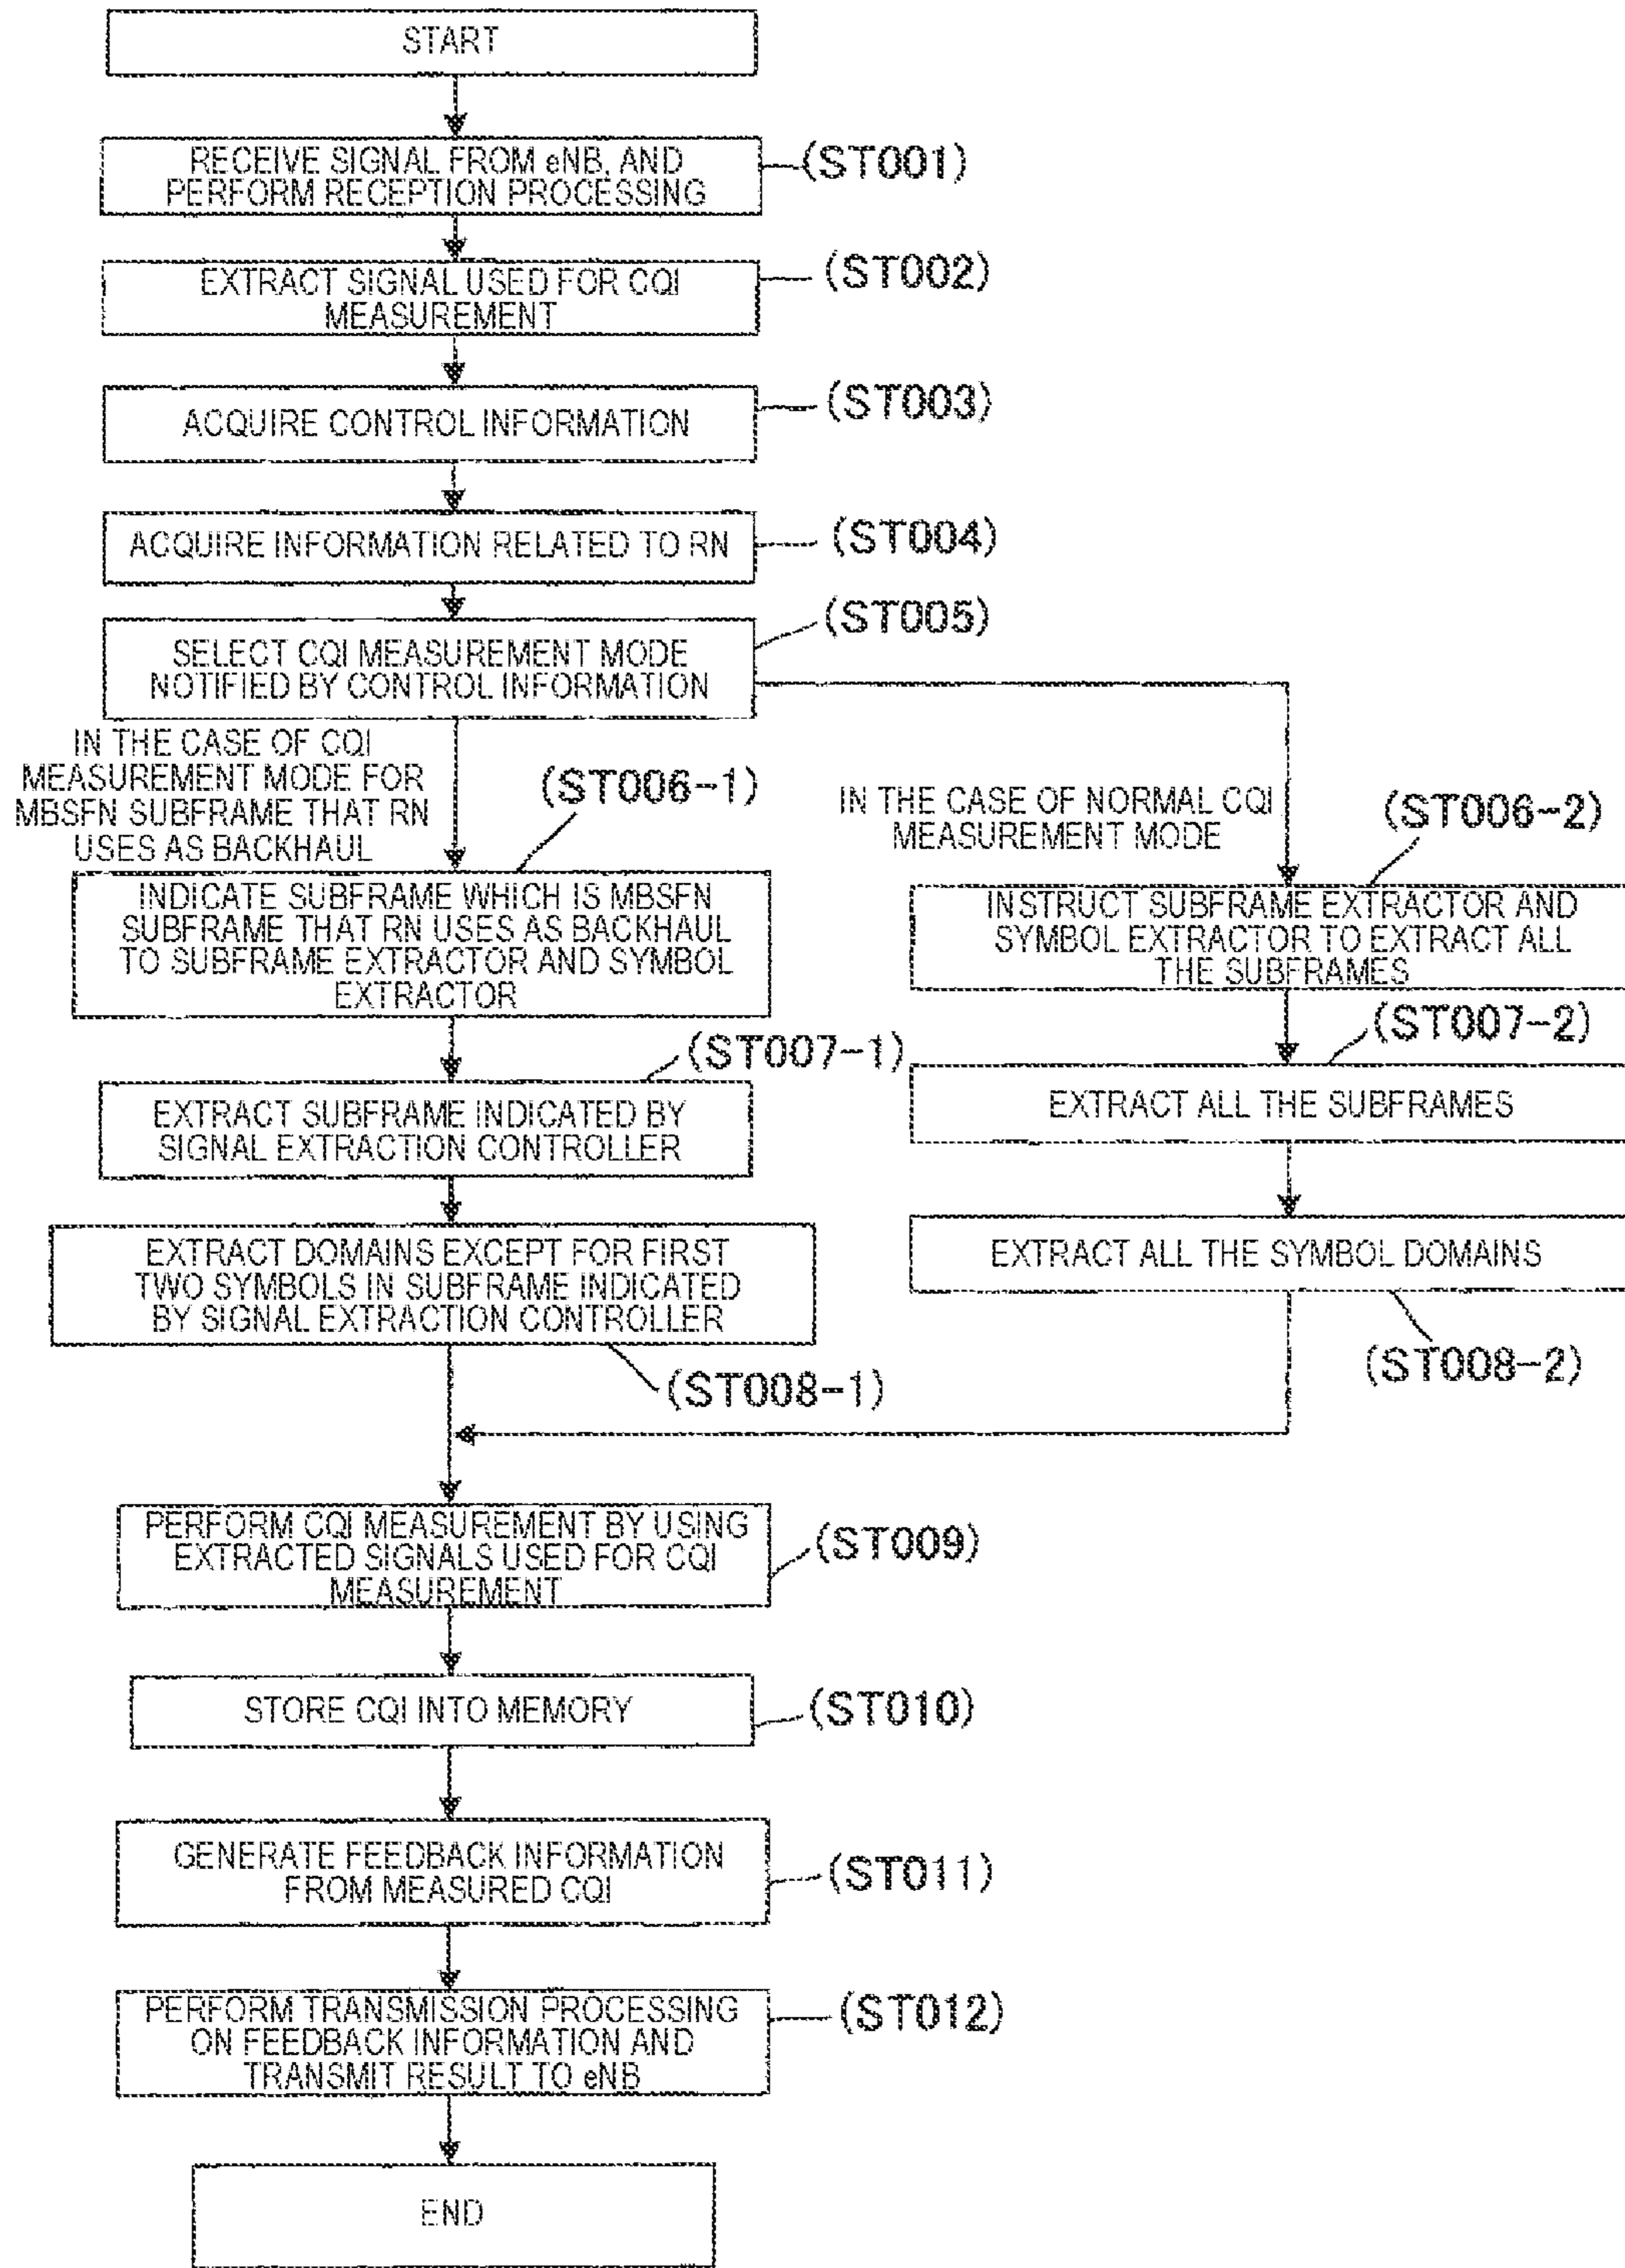 START
RECEIVE SIGNAL FROM eNB, AND
PERFORM RECEPTION PROCESSING
(ST001)
EXTRACT SIGNAL USED FOR CQI
MEASUREMENT
(ST002)
ACQUIRE CONTROL INFORMATION
(ST003)
ACQUIRE INFORMATION RELATED TO RN
(ST004)
SELECT CQI MEASUREMENT MODE
NOTIFIED BY CONTROL INFORMATION
(ST005)
IN THE CASE OF CQI
MEASUREMENT MODE FOR
MBSFN SUBFRAME THAT RN
USES AS BACKHAUL
(ST006-1)
INDICATE SUBFRAME WHICH IS MBSFN
SUBFRAME THAT RN USES AS BACKHAUL
TO SUBFRAME EXTRACTOR AND SYMBOL
EXTRACTOR
(ST007-1)
EXTRACT SUBFRAME INDICATED BY
SIGNAL EXTRACTION CONTROLLER
EXTRACT DOMAINS EXCEPT FOR FIRST
TWO SYMBOLS IN SUBFRAME INDICATED
BY SIGNAL EXTRACTION CONTROLLER
(ST008-1)
IN THE CASE OF NORMAL CQI
MEASUREMENT MODE
(ST006-2)
INSTRUCT SUBFRAME EXTRACTOR AND
SYMBOL EXTRACTOR TO EXTRACT ALL
THE SUBFRAMES
(ST007-2)
EXTRACT ALL THE SUBFRAMES
EXTRACT ALL THE SYMBOL DOMAINS
(ST008-2)
PERFORM CQI MEASUREMENT BY USING
EXTRACTED SIGNALS USED FOR CQI
MEASUREMENT
(ST009)
STORE CQI INTO MEMORY
(ST010)
GENERATE FEEDBACK INFORMATION
FROM MEASURED CQI
(ST011)
PERFORM TRANSMISSION PROCESSING
ON FEEDBACK INFORMATION AND
TRANSMIT RESULT TO eNB
(ST012)
END